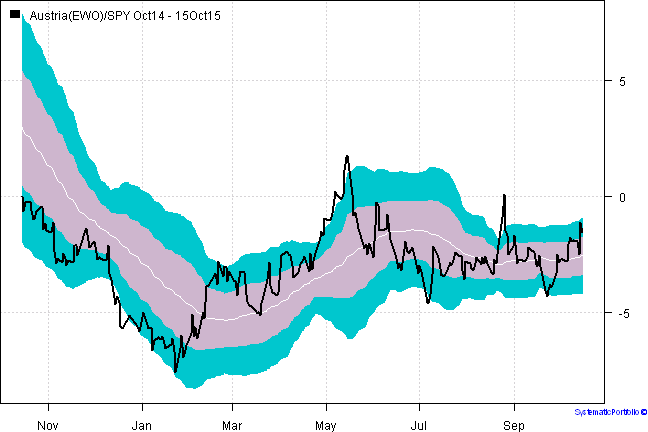 Austria(EWO)/SPY Oct14 - 15Oct15
5
0
-5
Nov Jan Mar May Jul Sep
SystematicPortfolio ©